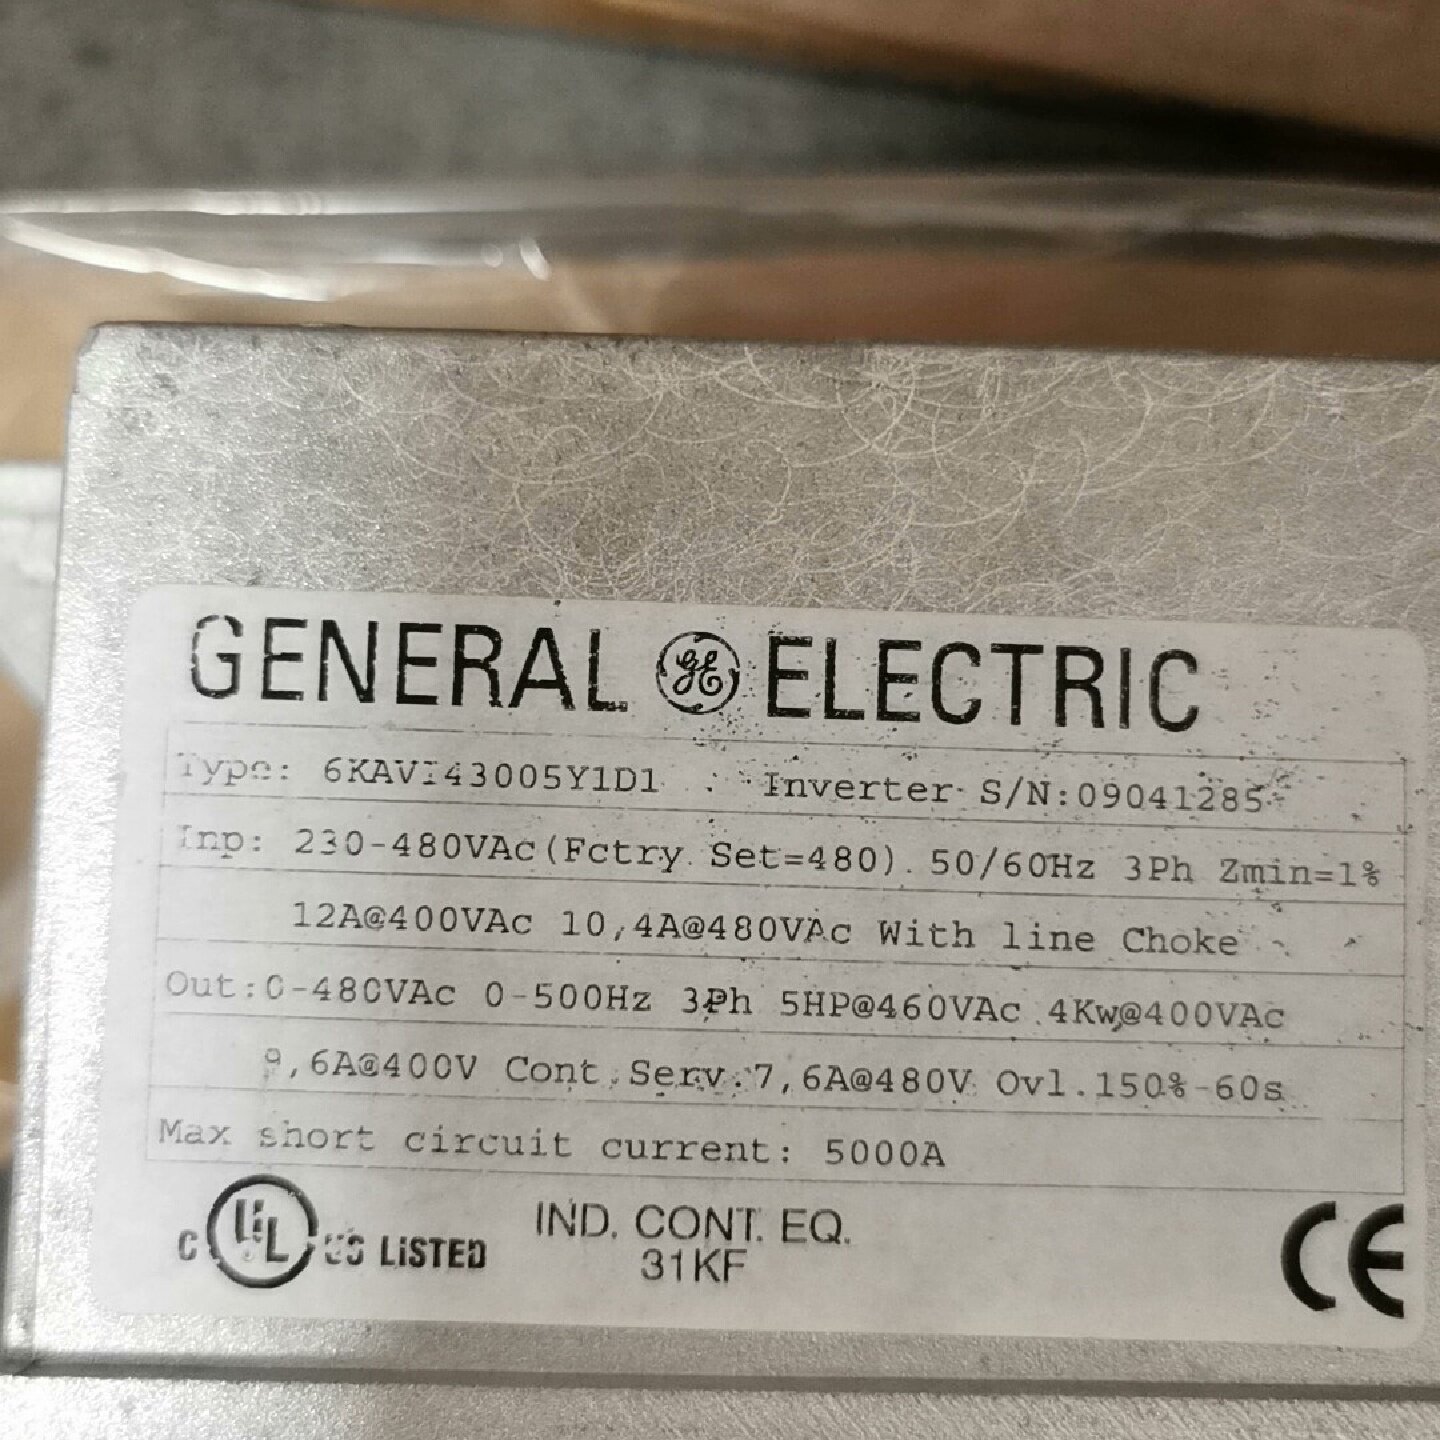 GENERAL GE ELECTRIC
Type: 6KAVI43005Y1D1 Inverter S/N:09041285
Inp: 230-480VAc(Fctry Set=480). 50/60Hz 3Ph Zmin=1%
12A@400VAc 10,4A@480VAc With line Choke
Out:0-480VAc 0-500Hz 3Ph 5HP@460VAc 4Kw@400VAc
9,6A@400V Cont.Serv.7,6A@480V Ovl.150%-60s
Max short circuit current: 5000A
C UL US LISTED
IND. CONT. EQ.
31KF
CE